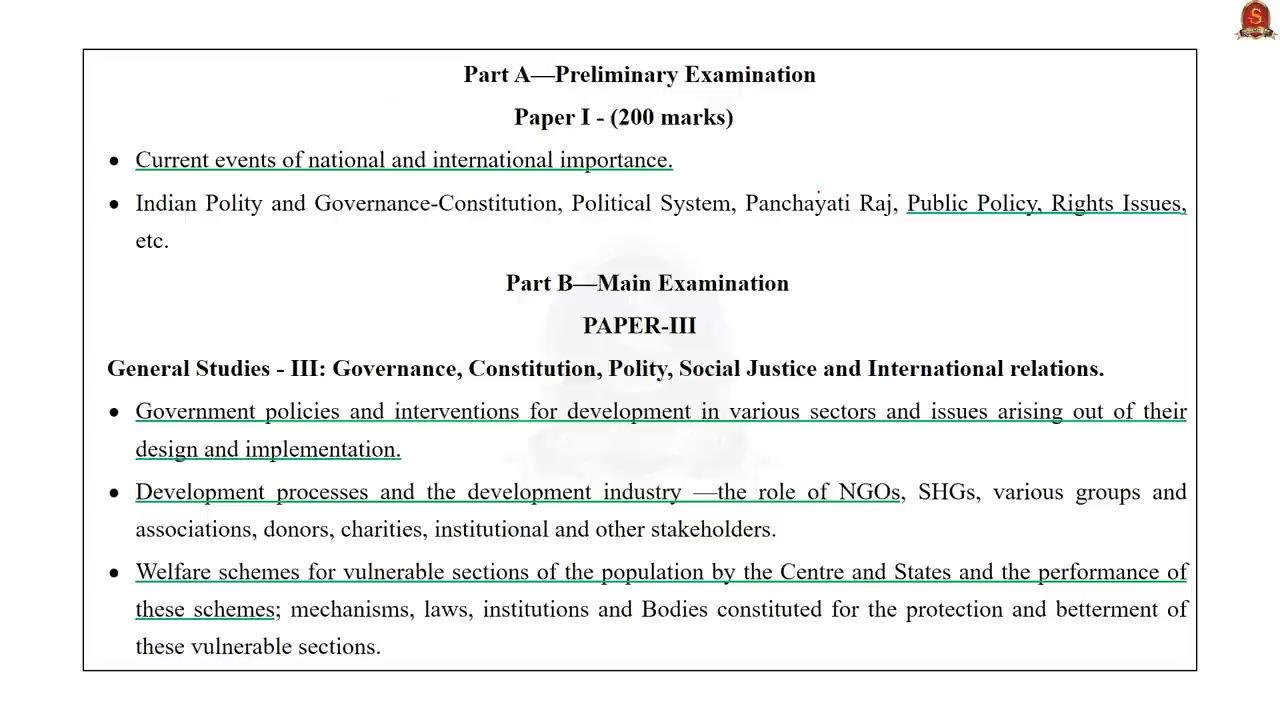 Part A—Preliminary Examination
Paper I - (200 marks)
• Current events of national and international importance.
• Indian Polity and Governance-Constitution, Political System, Panchayati Raj, Public Policy, Rights Issues,
etc.
Part B—Main Examination
PAPER-III
General Studies - III: Governance, Constitution, Polity, Social Justice and International relations.
• Government policies and interventions for development in various sectors and issues arising out of their
design and implementation.
• Development processes and the development industry —the role of NGOs, SHGs, various groups and
associations, donors, charities, institutional and other stakeholders.
• Welfare schemes for vulnerable sections of the population by the Centre and States and the performance of
these schemes; mechanisms, laws, institutions and Bodies constituted for the protection and betterment of
these vulnerable sections.